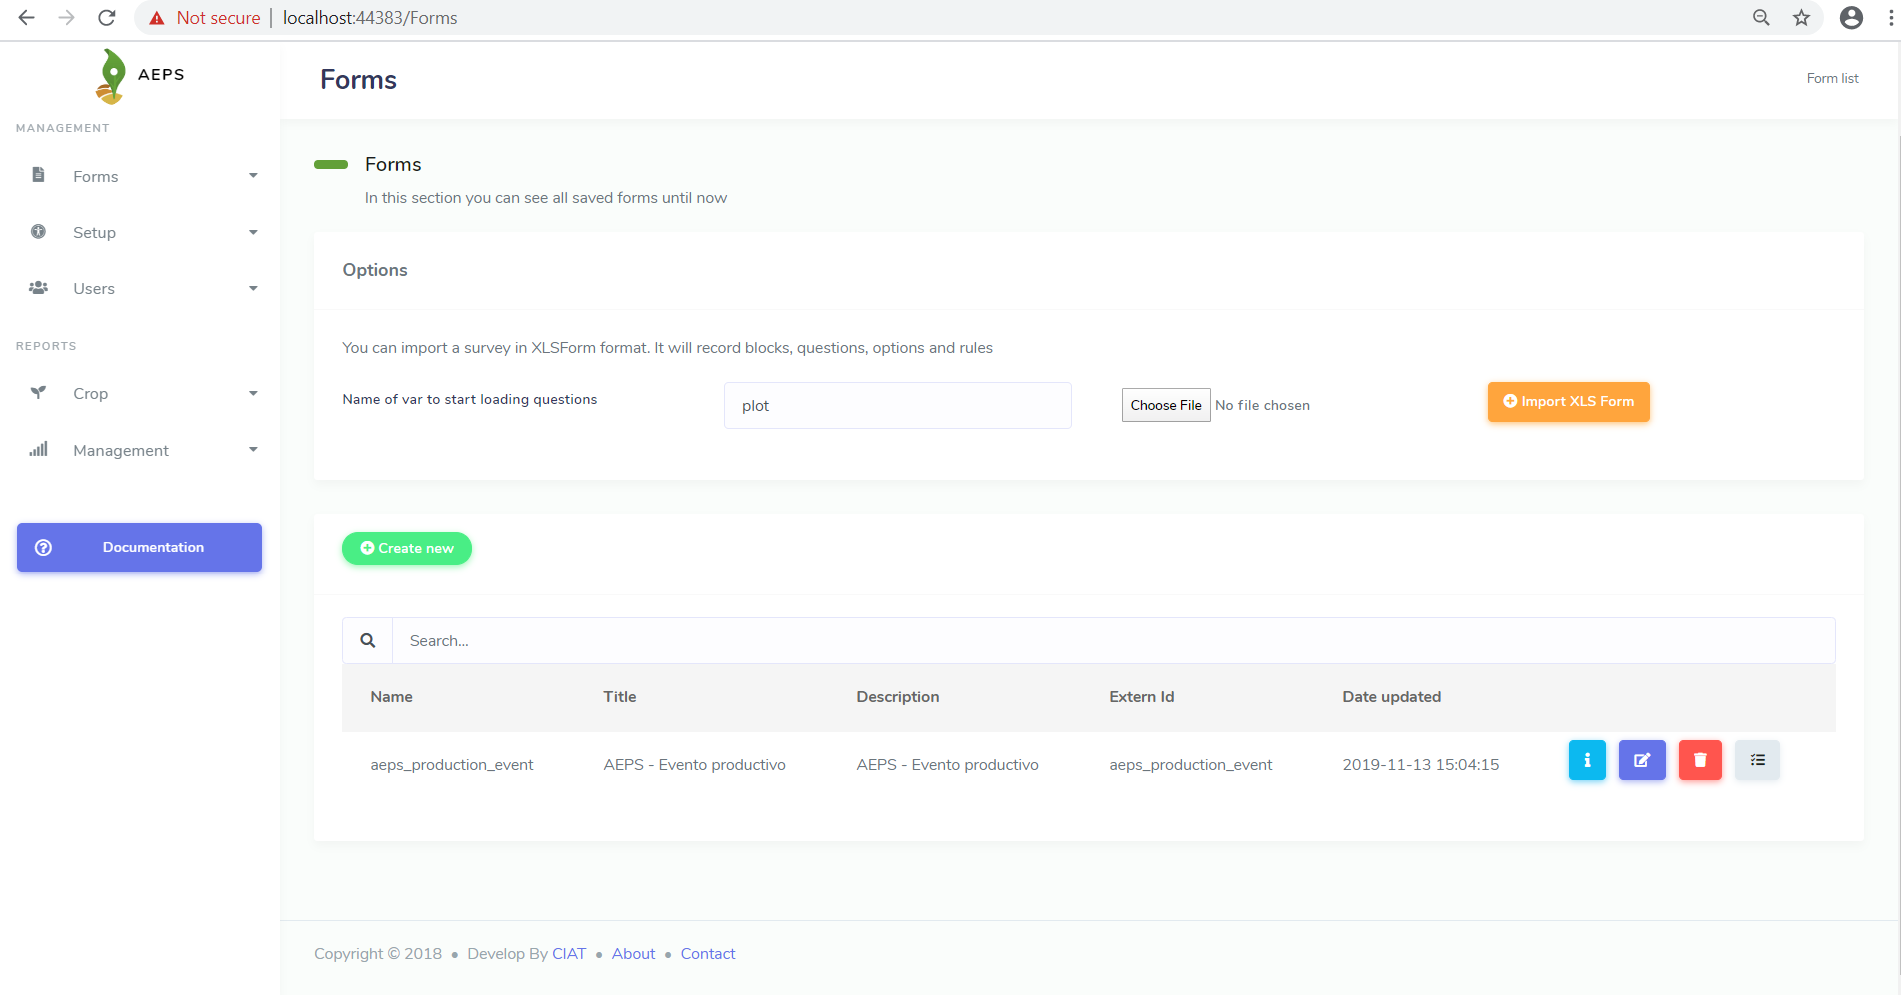 Not secure | localhost:44383/Forms
AEPS
MANAGEMENT
Forms
Setup
Users
REPORTS
Crop
Management
Documentation
Forms
Form list
Forms
In this section you can see all saved forms until now
Options
You can import a survey in XLSForm format. It will record blocks, questions, options and rules
Name of var to start loading questions
plot
Choose File No file chosen
Import XLS Form
Create new
Search...
Name Title Description Extern Id Date updated
aeps_production_event AEPS - Evento productivo AEPS - Evento productivo aeps_production_event 2019-11-13 15:04:15
Copyright © 2018 • Develop By CIAT • About • Contact